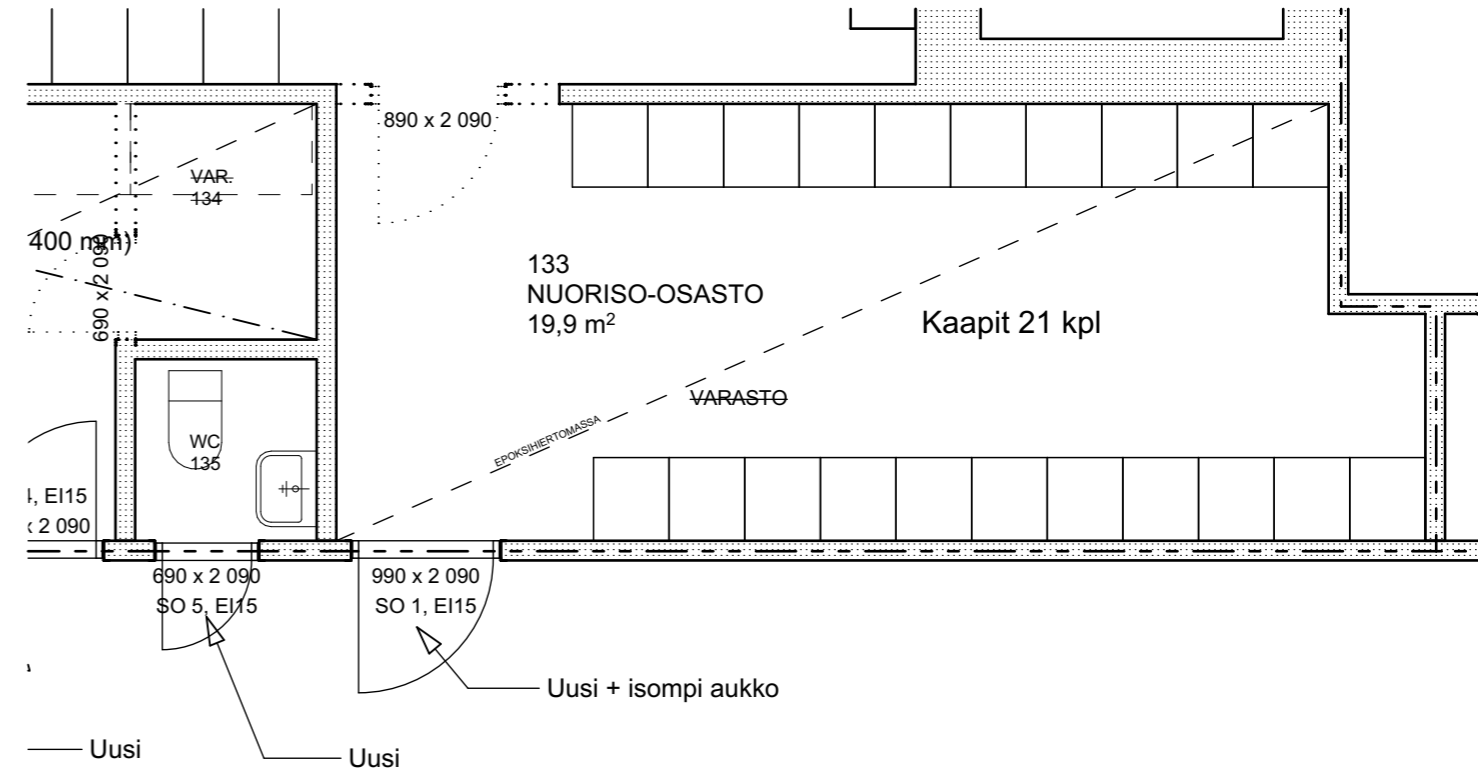 890 x 2 090
VAR.
134
400 mm)
690 x 2 090
133
NUORISO-OSASTO
19,9 m²
Kaapit 21 kpl
VARASTO
EPOKSIHIERTOMASSA
WC
135
, EI15
x 2 090
690 x 2 090
SO 5, EI15
990 x 2 090
SO 1, EI15
Uusi + isompi aukko
Uusi
Uusi